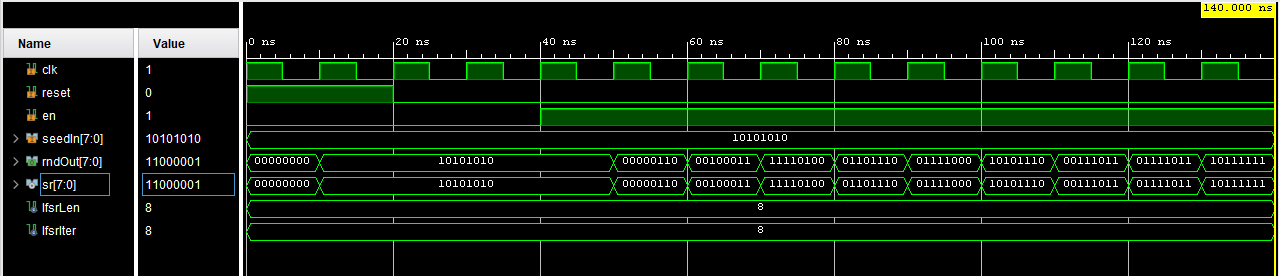 140.000 ns
Name Value 0 ns 20 ns 40 ns 60 ns 80 ns 100 ns 120 ns
clk 1
reset 0
en 1
seedIn[7:0] 10101010 10101010
rndOut[7:0] 11000001 00000000 10101010 00000110 00100011 11110100 01101110 01111000 10101110 00111011 01111011 10111111
sr[7:0] 11000001 00000000 10101010 00000110 00100011 11110100 01101110 01111000 10101110 00111011 01111011 10111111
lfsrLen 8 8
lfsrIter 8 8